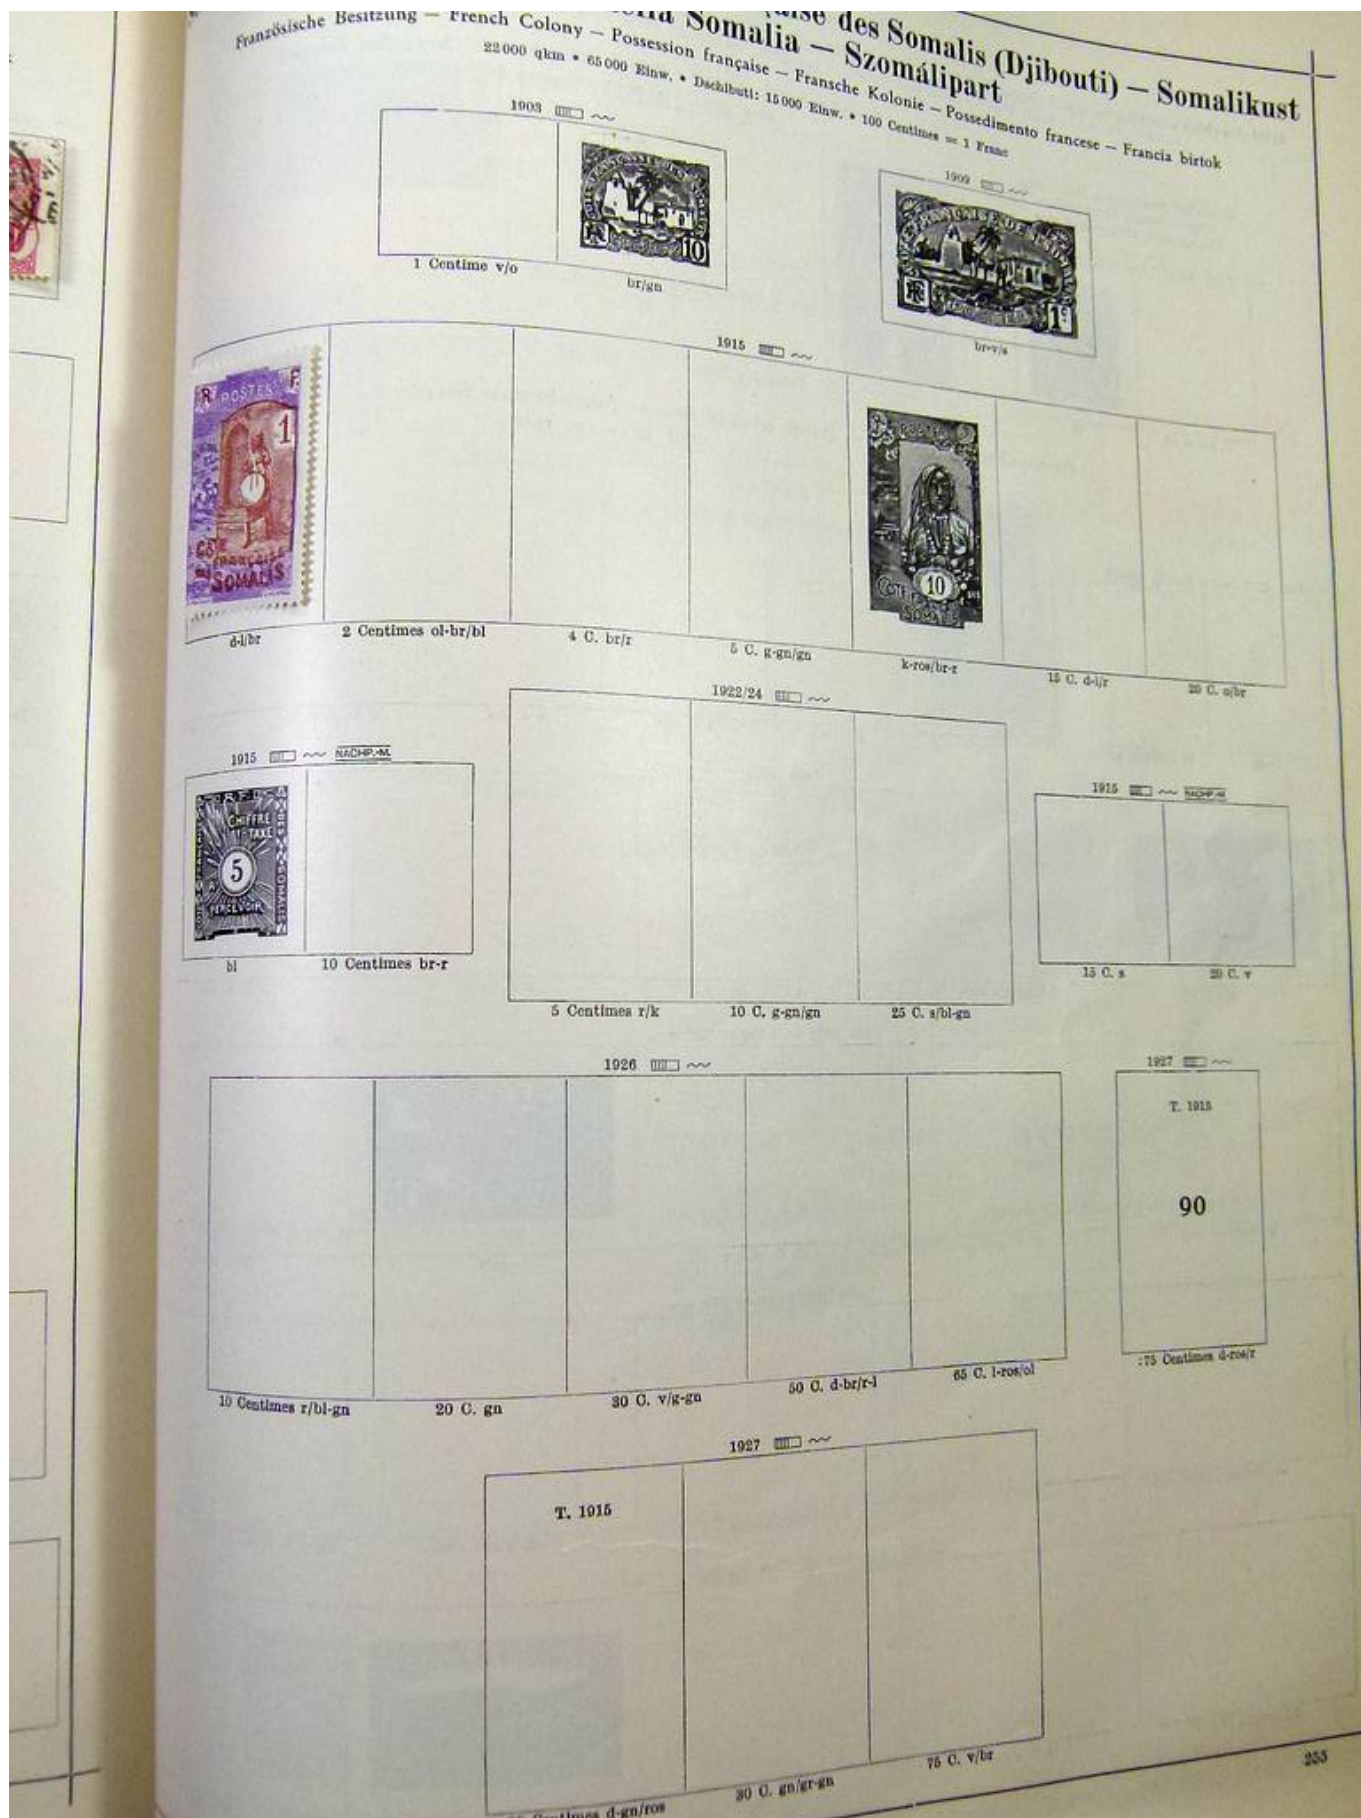 des Somalis (Djibouti) — Somalikust
Somalia — Szomálipart
Französische Besitzung — French Colony — Possession française — Fransche Kolonie — Possedimento francese — Francia birtok
22000 qkm • 65000 Einw. • Dschibuti: 15000 Einw. • 100 Centimes = 1 Franc
1903
10
1 Centime v/o
br/gn
1909
1c
br-v/s
1915
R F
POSTES
1
CÔTE
FRANÇAISE
DES
SOMALIS
POSTES
10
SOMALIS
d-l/br
2 Centimes ol-br/bl
4 C. br/r
5 C. g-gn/gn
k-ros/br-r
15 C. d-l/r
20 C. o/br
1915 NACHP.-M.
CHIFFRE
TAXE
5
A
PERCEVOIR
bl
10 Centimes br-r
1922/24
5 Centimes r/k
10 C. g-gn/gn
25 C. s/bl-gn
1915 NACHP.-M.
15 C. s
20 C. v
1926
10 Centimes r/bl-gn
20 C. gn
30 C. v/g-gn
50 C. d-br/r-l
65 C. l-ros/ol
1927
T. 1915
90
:75 Centimes d-ros/r
1927
T. 1915
Centimes d-gn/ros
30 C. gn/gr-gn
75 C. v/br
255